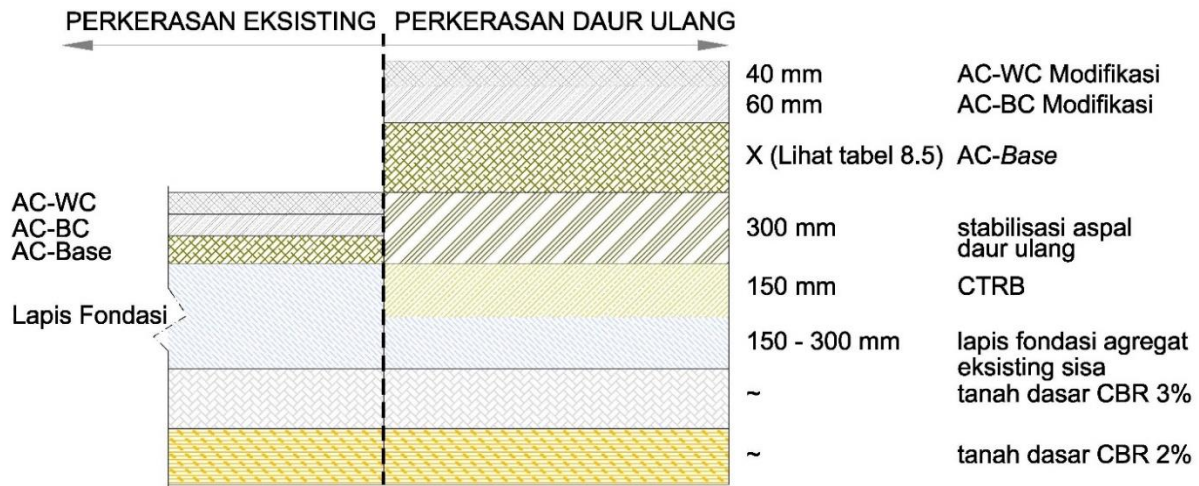 PERKERASAN EKSISTING PERKERASAN DAUR ULANG
40 mm AC-WC Modifikasi
60 mm AC-BC Modifikasi
X (Lihat tabel 8.5) AC-Base
AC-WC
AC-BC
AC-Base
300 mm stabilisasi aspal
daur ulang
150 mm CTRB
Lapis Fondasi
150 - 300 mm lapis fondasi agregat
eksisting sisa
~ tanah dasar CBR 3%
~ tanah dasar CBR 2%